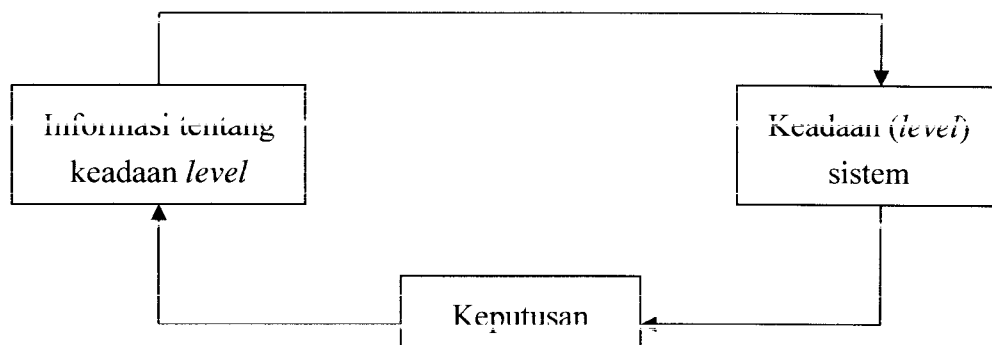 Informasi tentang
keadaan level
Keadaan (level)
sistem
Keputusan